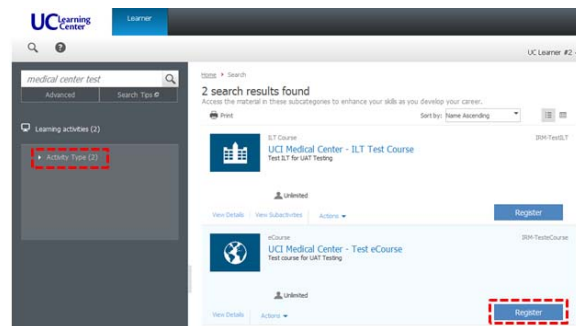 UC Learning Center
Learner
UC Learner #2
medical center test
Advanced
Search Tips
Learning activities (2)
Activity Type (2)
Home Search
2 search results found
Access the material in these subcategories to enhance your skills as you develop your career.
Print
Sort by: Name Ascending
ILT Course
IRM-TestILT
UCI Medical Center - ILT Test Course
Test ILT for UAT Testing
Unlimited
View Details
View Subactivities
Actions
Register
eCourse
IRM-TesteCourse
UCI Medical Center - Test eCourse
Test course for UAT Testing
Unlimited
View Details
Actions
Register